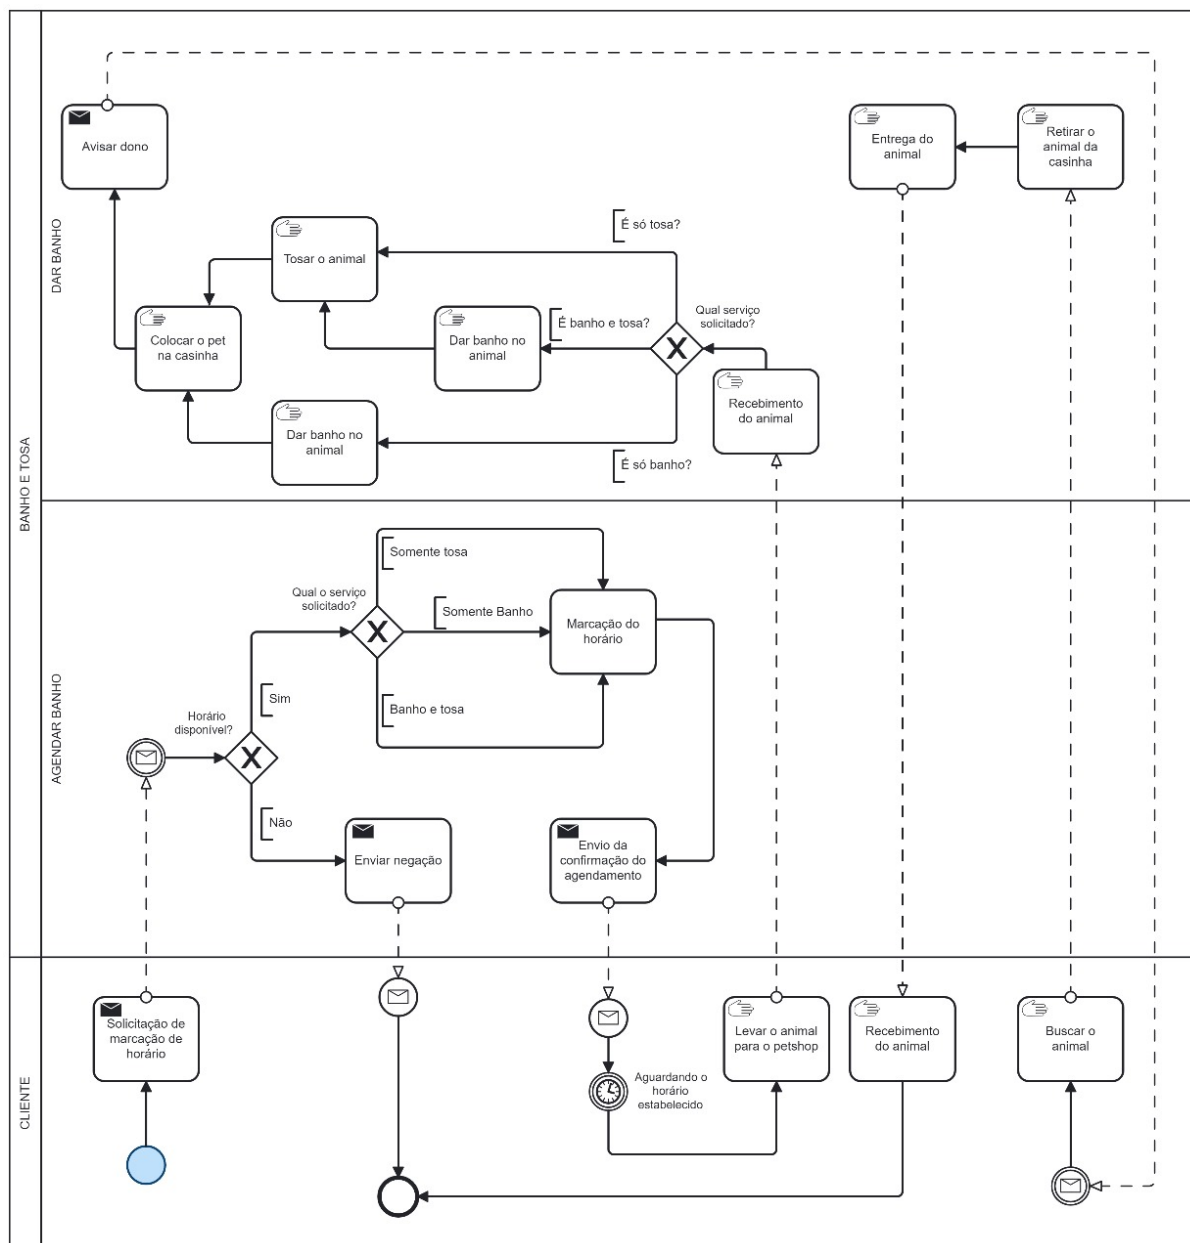 BANHO E TOSA
DAR BANHO
Avisar dono
Entrega do
animal
Retirar o
animal da
casinha
É só tosa?
Tosar o animal
Qual serviço
solicitado?
É banho e tosa?
Colocar o pet
na casinha
Dar banho no
animal
Recebimento
do animal
Dar banho no
animal
É só banho?
AGENDAR BANHO
Somente tosa
Qual o serviço
solicitado?
Somente Banho
Marcação do
horário
Sim
Banho e tosa
Horário
disponível?
Não
Enviar negação
Envio da
confirmação do
agendamento
CLIENTE
Solicitação de
marcação de
horário
Levar o animal
para o petshop
Recebimento
do animal
Buscar o
animal
Aguardando o
horário
estabelecido